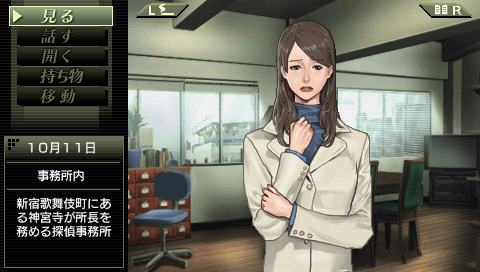 見る
話す
開く
持ち物
移動
L
R
10月11日
事務所内
新宿歌舞伎町にあ
る神宮寺が所長を
務める探偵事務所